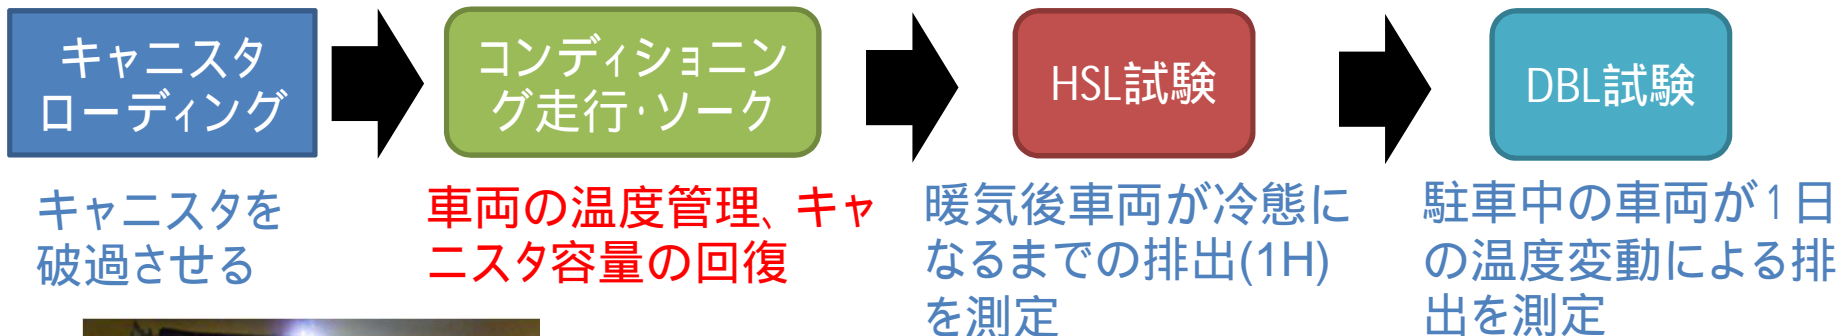 キャニスタ
ローディング
コンディショニン
グ走行・ソーク
HSL試験
DBL試験
キャニスタを
破過させる
車両の温度管理、キャ
ニスタ容量の回復
暖気後車両が冷態に
なるまでの排出(1H)
を測定
駐車中の車両が1日
の温度変動による排
出を測定